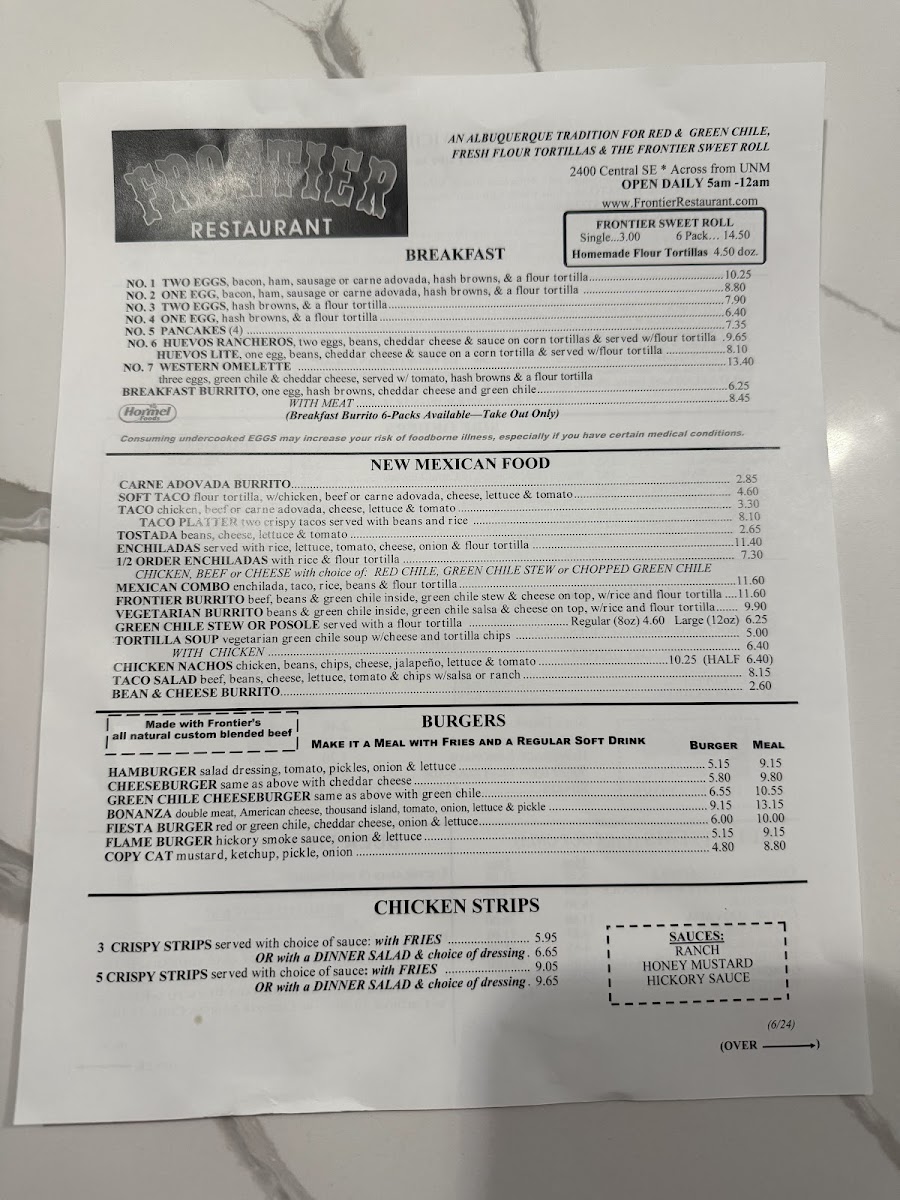 FRONTIER
RESTAURANT
AN ALBUQUERQUE TRADITION FOR RED & GREEN CHILE,
FRESH FLOUR TORTILLAS & THE FRONTIER SWEET ROLL
2400 Central SE * Across from UNM
OPEN DAILY 5am -12am
www.FrontierRestaurant.com
FRONTIER SWEET ROLL
Single...3.00 6 Pack... 14.50
Homemade Flour Tortillas 4.50 doz.
BREAKFAST
NO. 1 TWO EGGS, bacon, ham, sausage or carne adovada, hash browns, & a flour tortilla 10.25
NO. 2 ONE EGG, bacon, ham, sausage or carne adovada, hash browns, & a flour tortilla 8.80
NO. 3 TWO EGGS, hash browns, & a flour tortilla 7.90
NO. 4 ONE EGG, hash browns, & a flour tortilla 6.40
NO. 5 PANCAKES (4) 7.35
NO. 6 HUEVOS RANCHEROS, two eggs, beans, cheddar cheese & sauce on corn tortillas & served w/flour tortilla .9.65
HUEVOS LITE, one egg, beans, cheddar cheese & sauce on a corn tortilla & served w/flour tortilla 8.10
NO. 7 WESTERN OMELETTE 13.40
three eggs, green chile & cheddar cheese, served w/ tomato, hash browns & a flour tortilla
BREAKFAST BURRITO, one egg, hash browns, cheddar cheese and green chile 6.25
WITH MEAT 8.45
Hormel
Foods
(Breakfast Burrito 6-Packs Available—Take Out Only)
Consuming undercooked EGGS may increase your risk of foodborne illness, especially if you have certain medical conditions.
NEW MEXICAN FOOD
CARNE ADOVADA BURRITO 2.85
SOFT TACO flour tortilla, w/chicken, beef or carne adovada, cheese, lettuce & tomato 4.60
TACO chicken, beef or carne adovada, cheese, lettuce & tomato 3.30
TACO PLATTER two crispy tacos served with beans and rice 8.10
TOSTADA beans, cheese, lettuce & tomato 2.65
ENCHILADAS served with rice, lettuce, tomato, cheese, onion & flour tortilla 11.40
1/2 ORDER ENCHILADAS with rice & flour tortilla 7.30
CHICKEN, BEEF or CHEESE with choice of: RED CHILE, GREEN CHILE STEW or CHOPPED GREEN CHILE
MEXICAN COMBO enchilada, taco, rice, beans & flour tortilla 11.60
FRONTIER BURRITO beef, beans & green chile inside, green chile stew & cheese on top, w/rice and flour tortilla ....11.60
VEGETARIAN BURRITO beans & green chile inside, green chile salsa & cheese on top, w/rice and flour tortilla....... 9.90
GREEN CHILE STEW OR POSOLE served with a flour tortilla Regular (8oz) 4.60 Large (12oz) 6.25
TORTILLA SOUP vegetarian green chile soup w/cheese and tortilla chips 5.00
WITH CHICKEN 6.40
CHICKEN NACHOS chicken, beans, chips, cheese, jalapeño, lettuce & tomato 10.25 (HALF 6.40)
TACO SALAD beef, beans, cheese, lettuce, tomato & chips w/salsa or ranch 8.15
BEAN & CHEESE BURRITO 2.60
Made with Frontier's
all natural custom blended beef
BURGERS
MAKE IT A MEAL WITH FRIES AND A REGULAR SOFT DRINK BURGER MEAL
HAMBURGER salad dressing, tomato, pickles, onion & lettuce 5.15 9.15
CHEESEBURGER same as above with cheddar cheese 5.80 9.80
GREEN CHILE CHEESEBURGER same as above with green chile 6.55 10.55
BONANZA double meat, American cheese, thousand island, tomato, onion, lettuce & pickle 9.15 13.15
FIESTA BURGER red or green chile, cheddar cheese, onion & lettuce 6.00 10.00
FLAME BURGER hickory smoke sauce, onion & lettuce 5.15 9.15
COPY CAT mustard, ketchup, pickle, onion 4.80 8.80
CHICKEN STRIPS
3 CRISPY STRIPS served with choice of sauce: with FRIES 5.95
OR with a DINNER SALAD & choice of dressing . 6.65
5 CRISPY STRIPS served with choice of sauce: with FRIES 9.05
OR with a DINNER SALAD & choice of dressing . 9.65
SAUCES:
RANCH
HONEY MUSTARD
HICKORY SAUCE
(6/24)
(OVER )